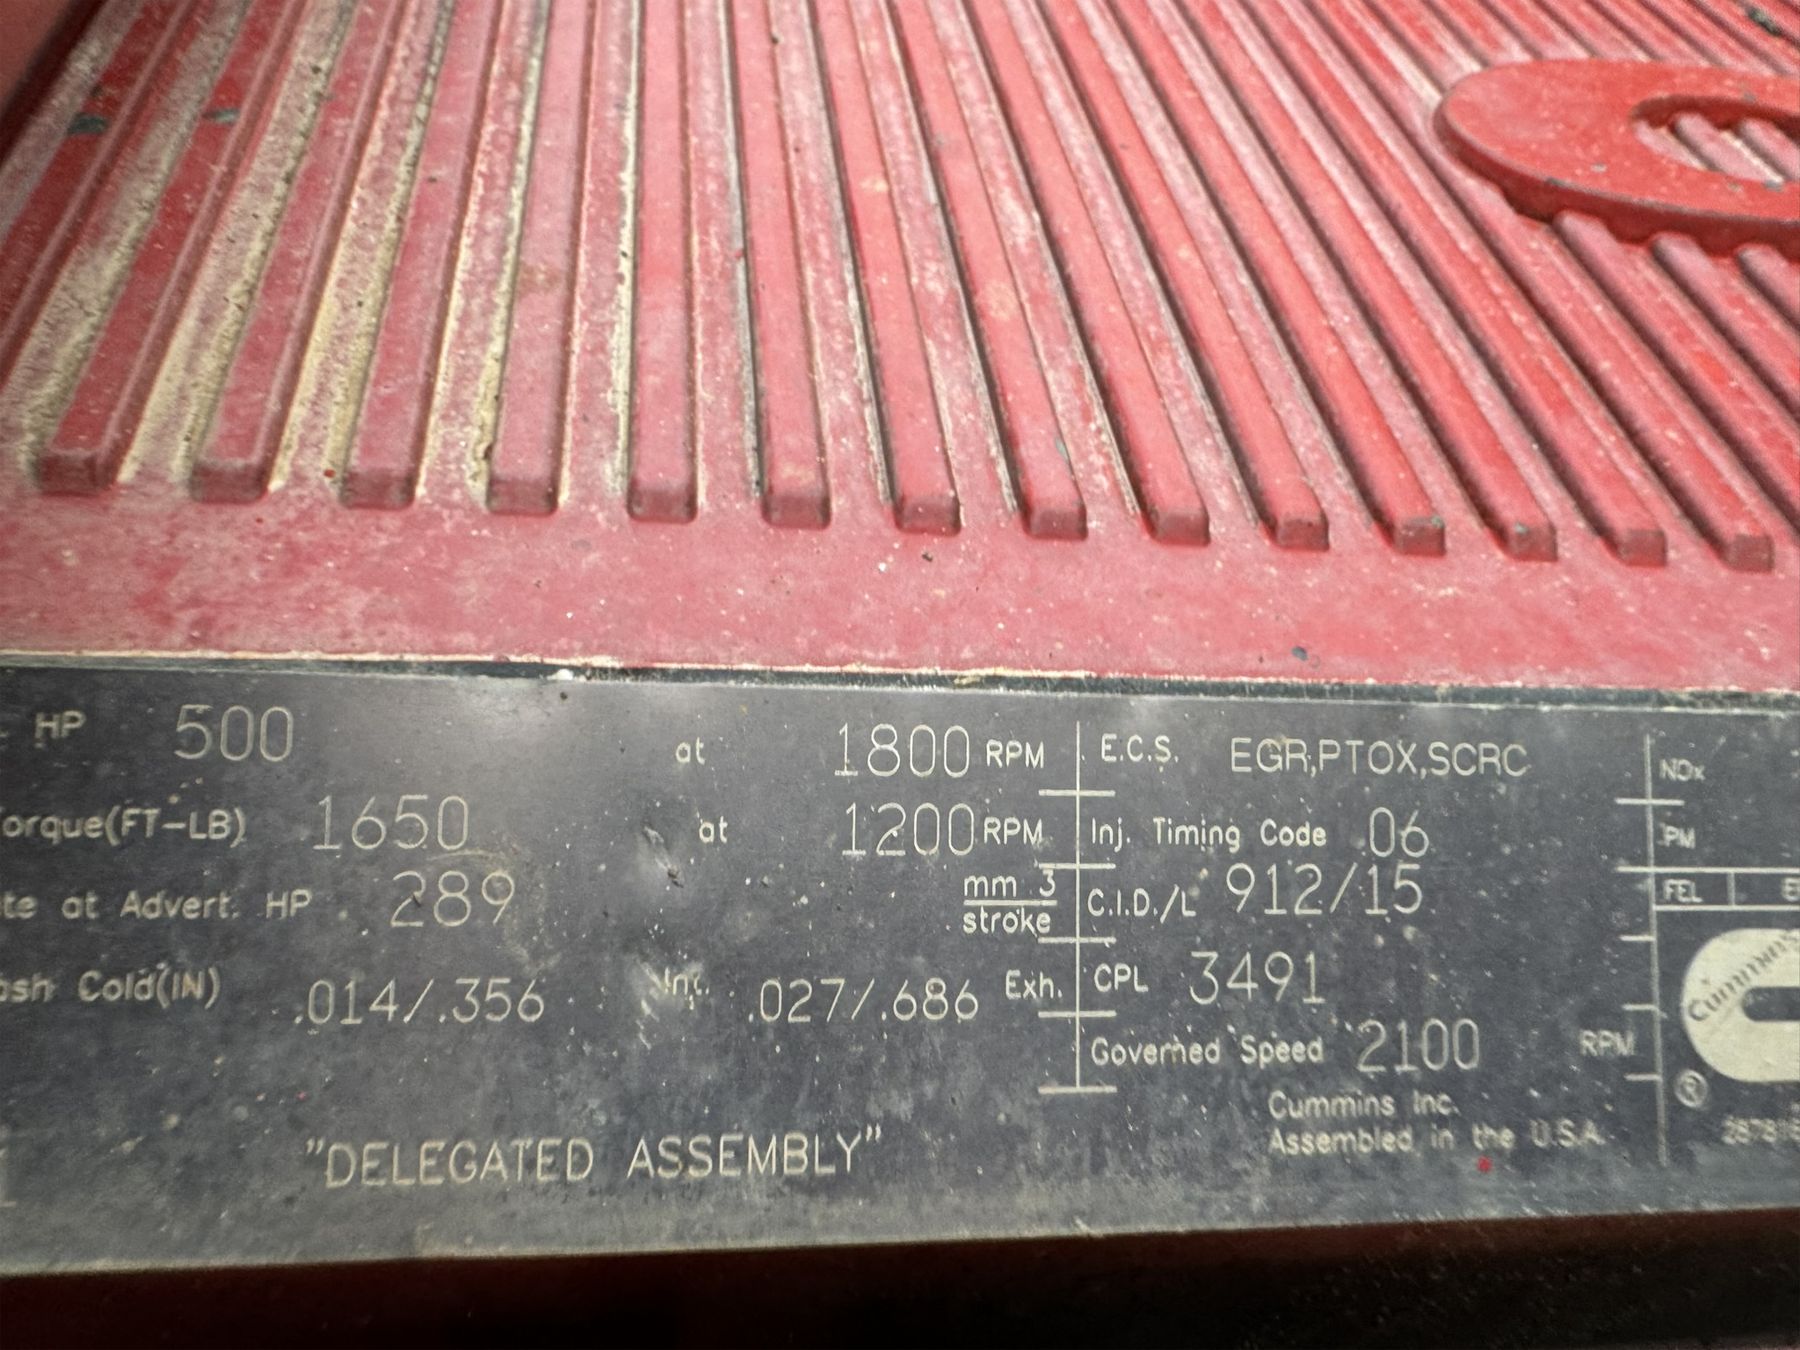 HP 500 at 1800 RPM
orque(FT-LB) 1650 at 1200 RPM
te at Advert. HP 289 mm 3
stroke
ash Cold(IN) .014/.356 Int. .027/.686 Exh.
"DELEGATED ASSEMBLY"
E.C.S. EGR,PTOX,SCRC
Inj. Timing Code 06
C.I.D./L 912/15
CPL 3491
Governed Speed 2100 RPM
Cummins Inc.
Assembled in the U.S.A.
NOx
PM
FEL
Cummins
®